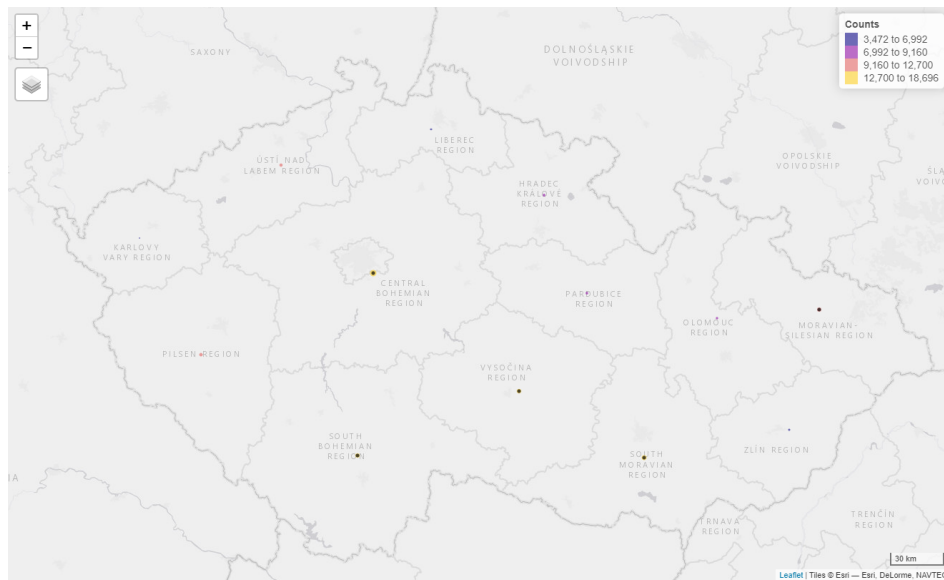 +
−
SAXONY
DOLNOŚLĄSKIE
VOIVODSHIP
Counts
3,472 to 6,992
6,992 to 9,160
9,160 to 12,700
12,700 to 18,696
LIBEREC
REGION
ÚSTÍ NAD
LABEM REGION
OPOLSKIE
VOIVODSHIP
HRADEC
KRÁLOVÉ
REGION
KARLOVY
VARY REGION
CENTRAL
BOHEMIAN
REGION
PARDUBICE
REGION
OLOMOUC
REGION
MORAVIAN-
SILESIAN REGION
PILSEN REGION
VYSOČINA
REGION
SOUTH
BOHEMIAN
REGION
SOUTH
MORAVIAN
REGION
ZLÍN REGION
TRNAVA
REGION
TRENČÍN
REGION
30 km
Leaflet | Tiles © Esri — Esri, DeLorme, NAVTEQ